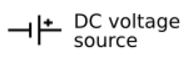 + DC voltage
source